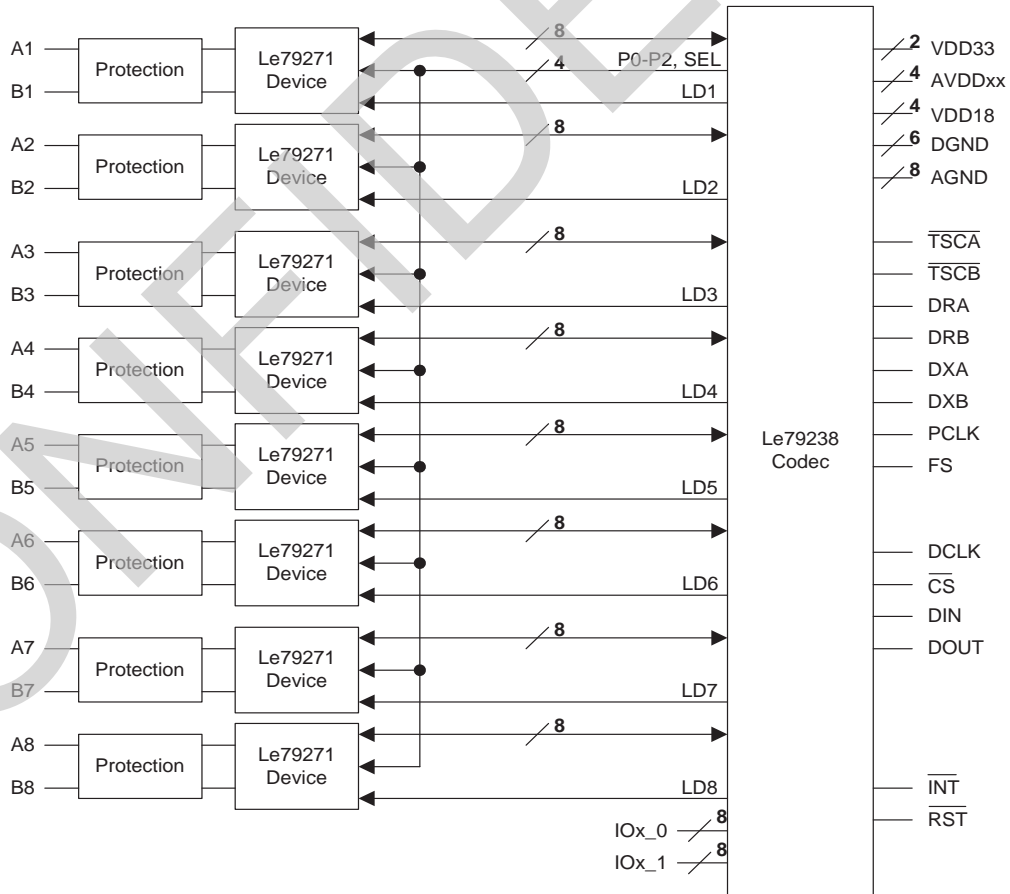 A1
B1
Protection
Le79271
Device
8
4 P0-P2, SEL
LD1
A2
B2
Protection
Le79271
Device
8
LD2
A3
B3
Protection
Le79271
Device
8
LD3
A4
B4
Protection
Le79271
Device
8
LD4
A5
B5
Protection
Le79271
Device
8
LD5
A6
B6
Protection
Le79271
Device
8
LD6
A7
B7
Protection
Le79271
Device
8
LD7
A8
B8
Protection
Le79271
Device
8
LD8
IOx_0 8
IOx_1 8
Le79238
Codec
2 VDD33
4 AVDDxx
4 VDD18
6 DGND
8 AGND
TSCA
TSCB
DRA
DRB
DXA
DXB
PCLK
FS
DCLK
CS
DIN
DOUT
INT
RST
ONFIDE